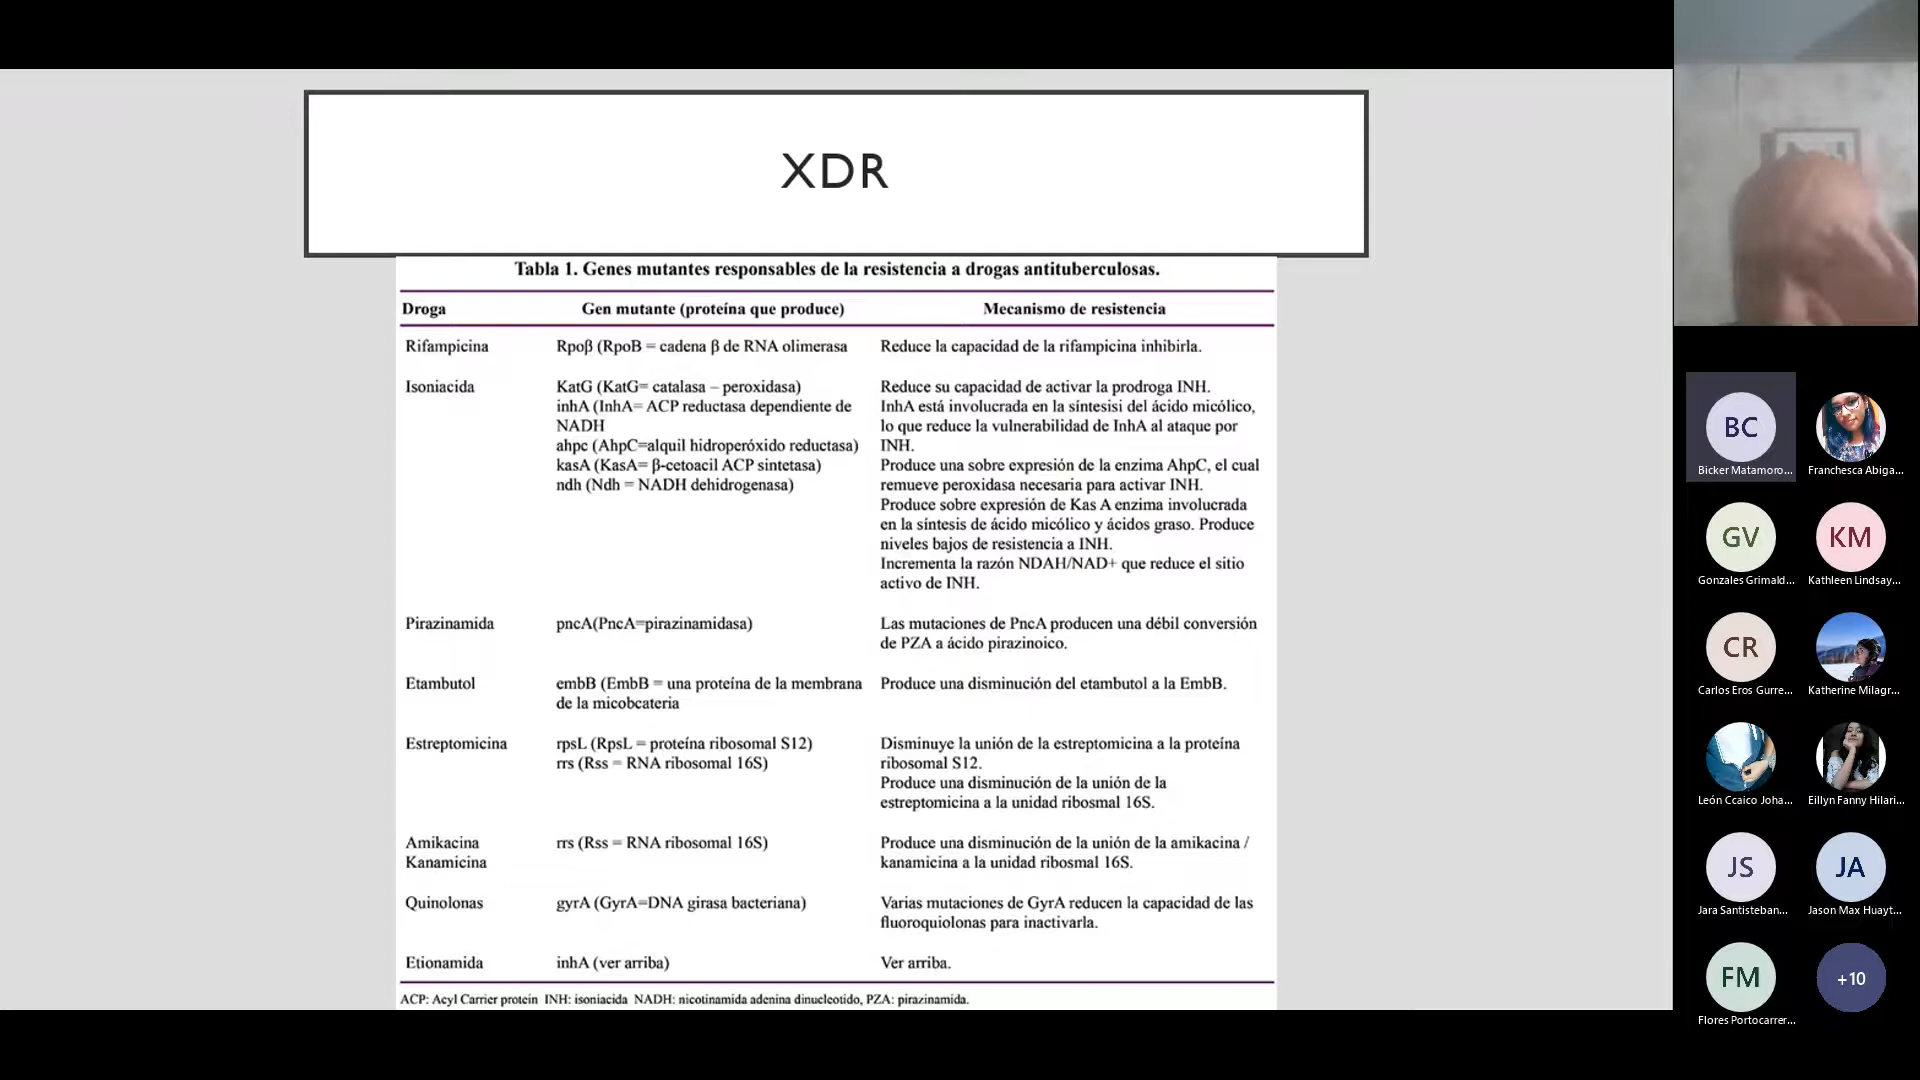 XDR
Tabla 1. Genes mutantes responsables de la resistencia a drogas antituberculosas.
Droga Gen mutante (proteína que produce) Mecanismo de resistencia
Rifampicina Rpoβ (RpoB = cadena β de RNA olimerasa Reduce la capacidad de la rifampicina inhibirla.
Isoniacida KatG (KatG= catalasa – peroxidasa) Reduce su capacidad de activar la prodroga INH.
inhA (InhA= ACP reductasa dependiente de InhA está involucrada en la síntesisi del ácido micólico,
NADH lo que reduce la vulnerabilidad de InhA al ataque por
ahpc (AhpC=alquil hidroperóxido reductasa) INH.
kasA (KasA= β-cetoacil ACP sintetasa) Produce una sobre expresión de la enzima AhpC, el cual
ndh (Ndh = NADH dehidrogenasa) remueve peroxidasa necesaria para activar INH.
Produce sobre expresión de Kas A enzima involucrada
en la síntesis de ácido micólico y ácidos graso. Produce
niveles bajos de resistencia a INH.
Incrementa la razón NDAH/NAD+ que reduce el sitio
activo de INH.
Pirazinamida pncA(PncA=pirazinamidasa) Las mutaciones de PncA producen una débil conversión
de PZA a ácido pirazinoico.
Etambutol embB (EmbB = una proteína de la membrana Produce una disminución del etambutol a la EmbB.
de la micobcateria
Estreptomicina rpsL (RpsL = proteína ribosomal S12) Disminuye la unión de la estreptomicina a la proteína
rrs (Rss = RNA ribosomal 16S) ribosomal S12.
Produce una disminución de la unión de la
estreptomicina a la unidad ribosmal 16S.
Amikacina rrs (Rss = RNA ribosomal 16S) Produce una disminución de la unión de la amikacina /
Kanamicina kanamicina a la unidad ribosmal 16S.
Quinolonas gyrA (GyrA=DNA girasa bacteriana) Varias mutaciones de GyrA reducen la capacidad de las
fluoroquiolonas para inactivarla.
Etionamida inhA (ver arriba) Ver arriba.
ACP: Acyl Carrier protein INH: isoniacida NADH: nicotinamida adenina dinucleotido, PZA: pirazinamida.
BC
Bicker Matamoro... Franchesca Abiga...
GV KM
Gonzales Grimald... Kathleen Lindsay...
CR
Carlos Eros Gurre... Katherine Milagr...
León Ccaico Joha... Eillyn Fanny Hilari...
JS JA
Jara Santisteban... Jason Max Huayt...
FM +10
Flores Portocarrer...